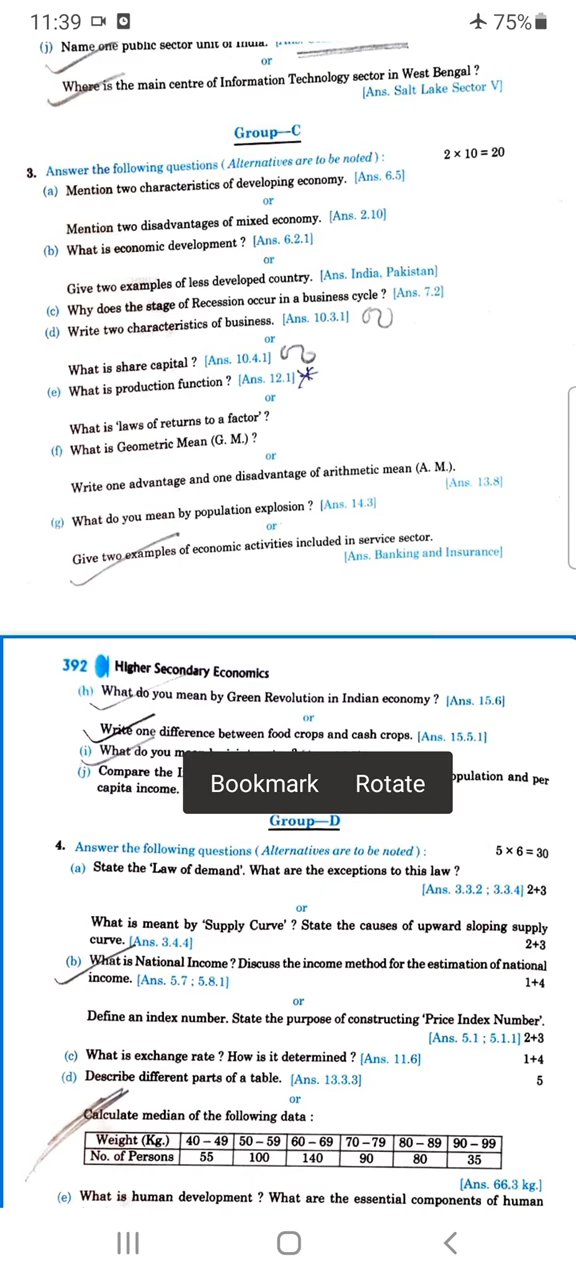 11:39 75%
(j) Name one public sector unit of India.
or
Where is the main centre of Information Technology sector in West Bengal ?
[Ans. Salt Lake Sector V]
Group—C
3. Answer the following questions (Alternatives are to be noted) : 2 × 10 = 20
(a) Mention two characteristics of developing economy. [Ans. 6.5]
or
Mention two disadvantages of mixed economy. [Ans. 2.10]
(b) What is economic development ? [Ans. 6.2.1]
or
Give two examples of less developed country. [Ans. India, Pakistan]
(c) Why does the stage of Recession occur in a business cycle ? [Ans. 7.2]
(d) Write two characteristics of business. [Ans. 10.3.1]
or
What is share capital ? [Ans. 10.4.1]
(e) What is production function ? [Ans. 12.1]
or
What is 'laws of returns to a factor' ?
(f) What is Geometric Mean (G. M.) ?
or
Write one advantage and one disadvantage of arithmetic mean (A. M.).
[Ans. 13.8]
(g) What do you mean by population explosion ? [Ans. 14.3]
or
Give two examples of economic activities included in service sector.
[Ans. Banking and Insurance]
392 Higher Secondary Economics
(h) What do you mean by Green Revolution in Indian economy ? [Ans. 15.6]
or
Write one difference between food crops and cash crops. [Ans. 15.5.1]
(i) What do you
(j) Compare the population and per
capita income.
Bookmark Rotate
Group—D
4. Answer the following questions (Alternatives are to be noted) : 5 × 6 = 30
(a) State the 'Law of demand'. What are the exceptions to this law ?
[Ans. 3.3.2 ; 3.3.4] 2+3
or
What is meant by 'Supply Curve' ? State the causes of upward sloping supply
curve. [Ans. 3.4.4] 2+3
(b) What is National Income ? Discuss the income method for the estimation of national
income. [Ans. 5.7 ; 5.8.1] 1+4
or
Define an index number. State the purpose of constructing 'Price Index Number'.
[Ans. 5.1 ; 5.1.1] 2+3
(c) What is exchange rate ? How is it determined ? [Ans. 11.6] 1+4
(d) Describe different parts of a table. [Ans. 13.3.3] 5
or
Calculate median of the following data :
Weight (Kg.) 40 – 49 50 – 59 60 – 69 70 – 79 80 – 89 90 – 99
No. of Persons 55 100 140 90 80 35
[Ans. 66.3 kg.]
(e) What is human development ? What are the essential components of human